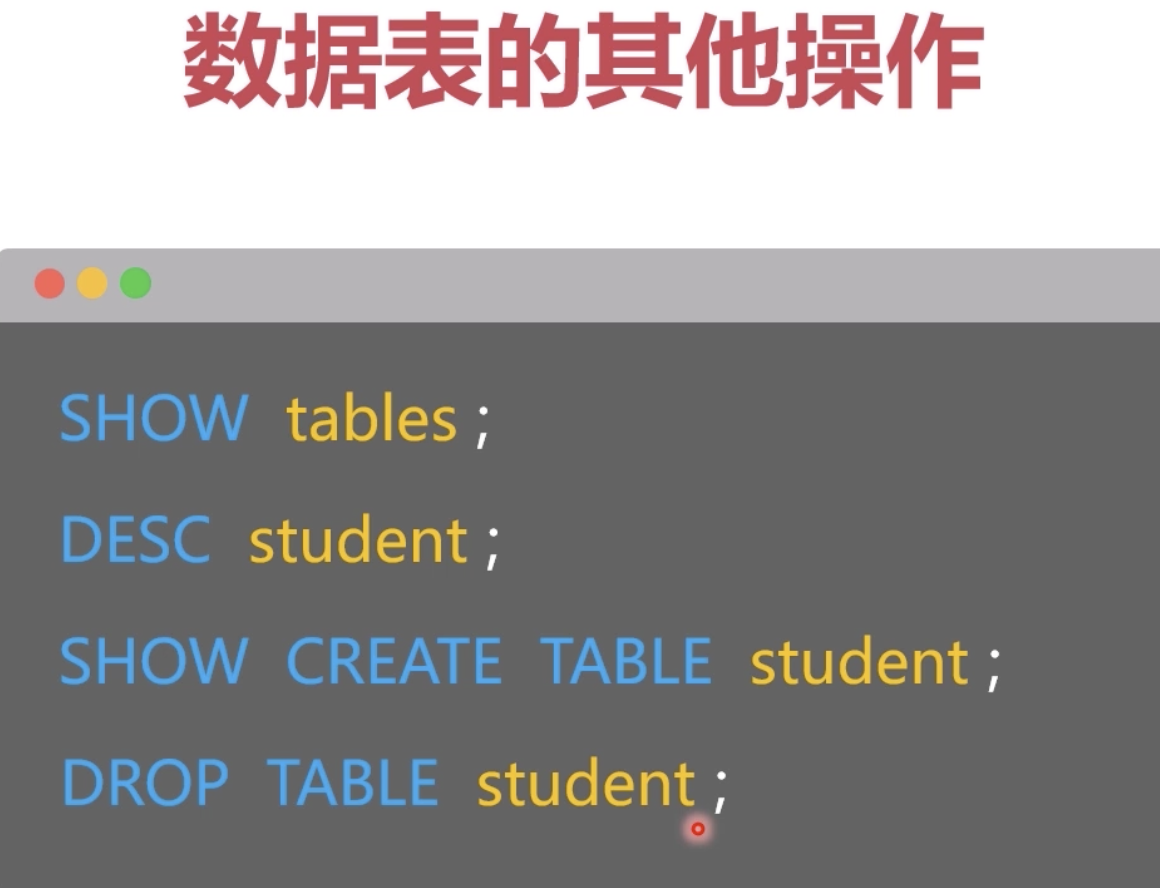 数据表的其他操作
SHOW tables ;
DESC student ;
SHOW CREATE TABLE student ;
DROP TABLE student ;